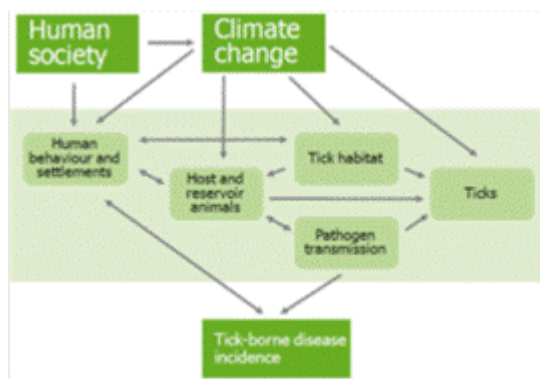 Human
society
Climate
change
Human
behaviour and
settlements
Host and
reservoir
animals
Tick habitat
Ticks
Pathogen
transmission
Tick-borne disease
incidence